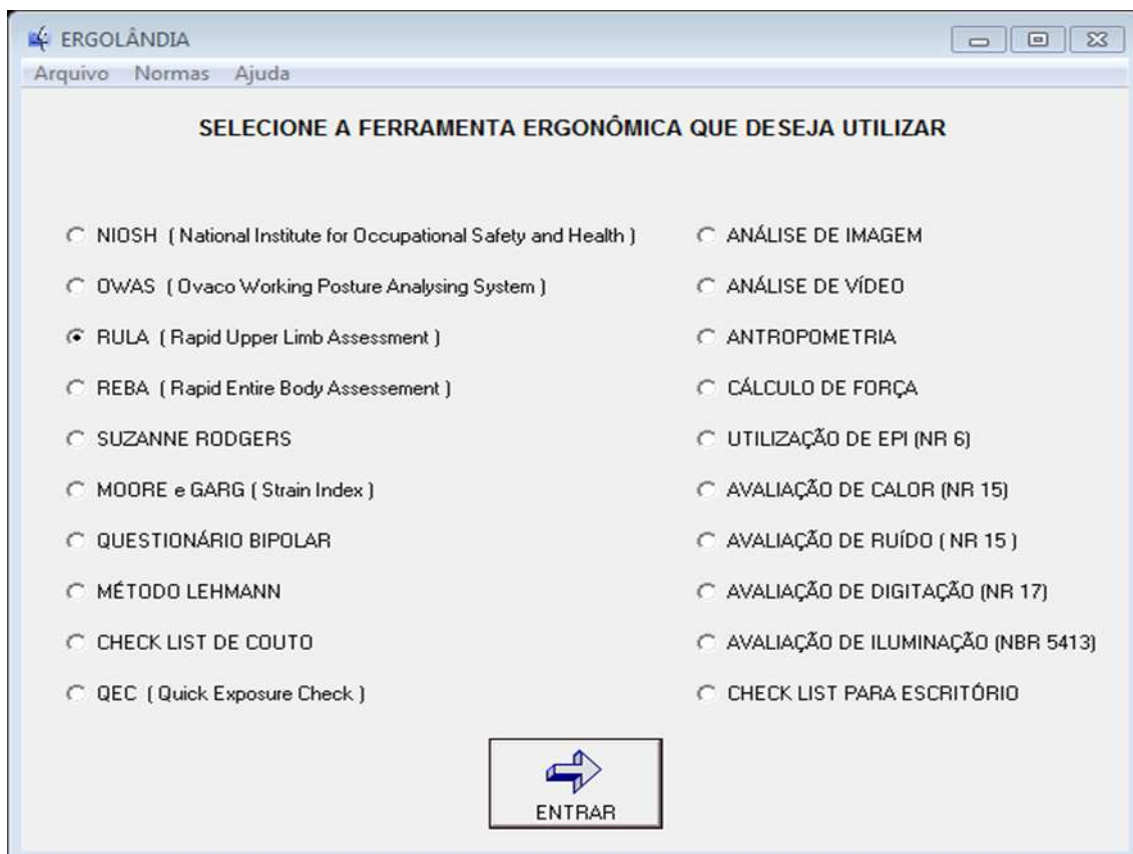 ERGOLÂNDIA
Arquivo Normas Ajuda
SELECIONE A FERRAMENTA ERGONÔMICA QUE DESEJA UTILIZAR
NIOSH ( National Institute for Occupational Safety and Health )
OWAS ( Ovaco Working Posture Analysing System )
RULA ( Rapid Upper Limb Assessment )
REBA ( Rapid Entire Body Assessement )
SUZANNE RODGERS
MOORE e GARG ( Strain Index )
QUESTIONÁRIO BIPOLAR
MÉTODO LEHMANN
CHECK LIST DE COUTO
QEC ( Quick Exposure Check )
ANÁLISE DE IMAGEM
ANÁLISE DE VÍDEO
ANTROPOMETRIA
CÁLCULO DE FORÇA
UTILIZAÇÃO DE EPI (NR 6)
AVALIAÇÃO DE CALOR (NR 15)
AVALIAÇÃO DE RUÍDO ( NR 15 )
AVALIAÇÃO DE DIGITAÇÃO (NR 17)
AVALIAÇÃO DE ILUMINAÇÃO (NBR 5413)
CHECK LIST PARA ESCRITÓRIO
ENTRAR